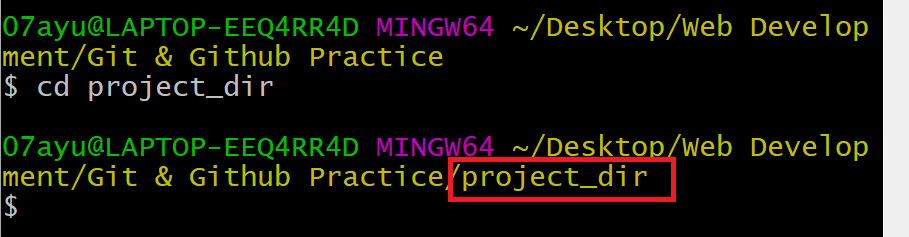 07ayu@LAPTOP-EEQ4RR4D MINGW64 ~/Desktop/Web Develop
ment/Git & Github Practice
$ cd project_dir
07ayu@LAPTOP-EEQ4RR4D MINGW64 ~/Desktop/Web Develop
ment/Git & Github Practice/project_dir
$